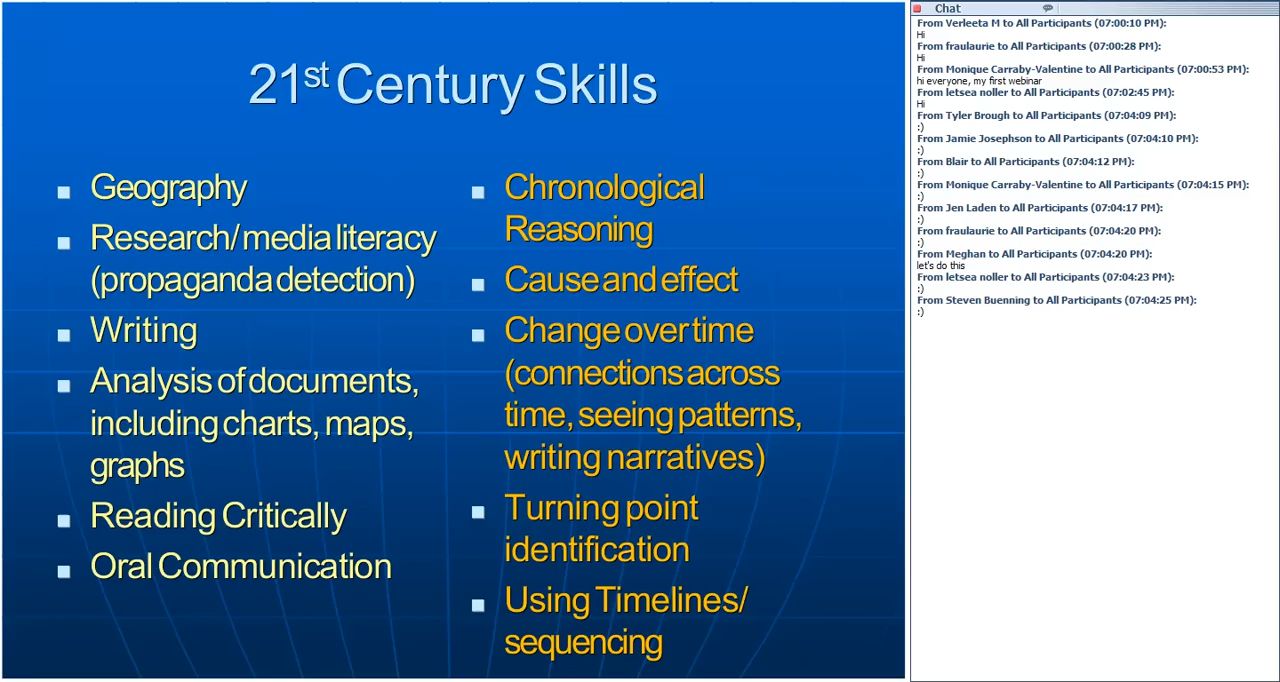 21st Century Skills
Geography
Research/media literacy
(propaganda detection)
Writing
Analysis of documents,
including charts, maps,
graphs
Reading Critically
Oral Communication
Chronological
Reasoning
Cause and effect
Change over time
(connections across
time, seeing patterns,
writing narratives)
Turning point
identification
Using Timelines/
sequencing
Chat
From Verleeta M to All Participants (07:00:10 PM):
Hi
From fraulaurie to All Participants (07:00:28 PM):
Hi
From Monique Carraby-Valentine to All Participants (07:00:53 PM):
hi everyone, my first webinar
From letsea noller to All Participants (07:02:45 PM):
Hi
From Tyler Brough to All Participants (07:04:09 PM):
:)
From Jamie Josephson to All Participants (07:04:10 PM):
:)
From Blair to All Participants (07:04:12 PM):
:)
From Monique Carraby-Valentine to All Participants (07:04:15 PM):
:)
From Jen Laden to All Participants (07:04:17 PM):
:)
From fraulaurie to All Participants (07:04:20 PM):
:)
From Meghan to All Participants (07:04:20 PM):
let's do this
From letsea noller to All Participants (07:04:23 PM):
:)
From Steven Buenning to All Participants (07:04:25 PM):
:)